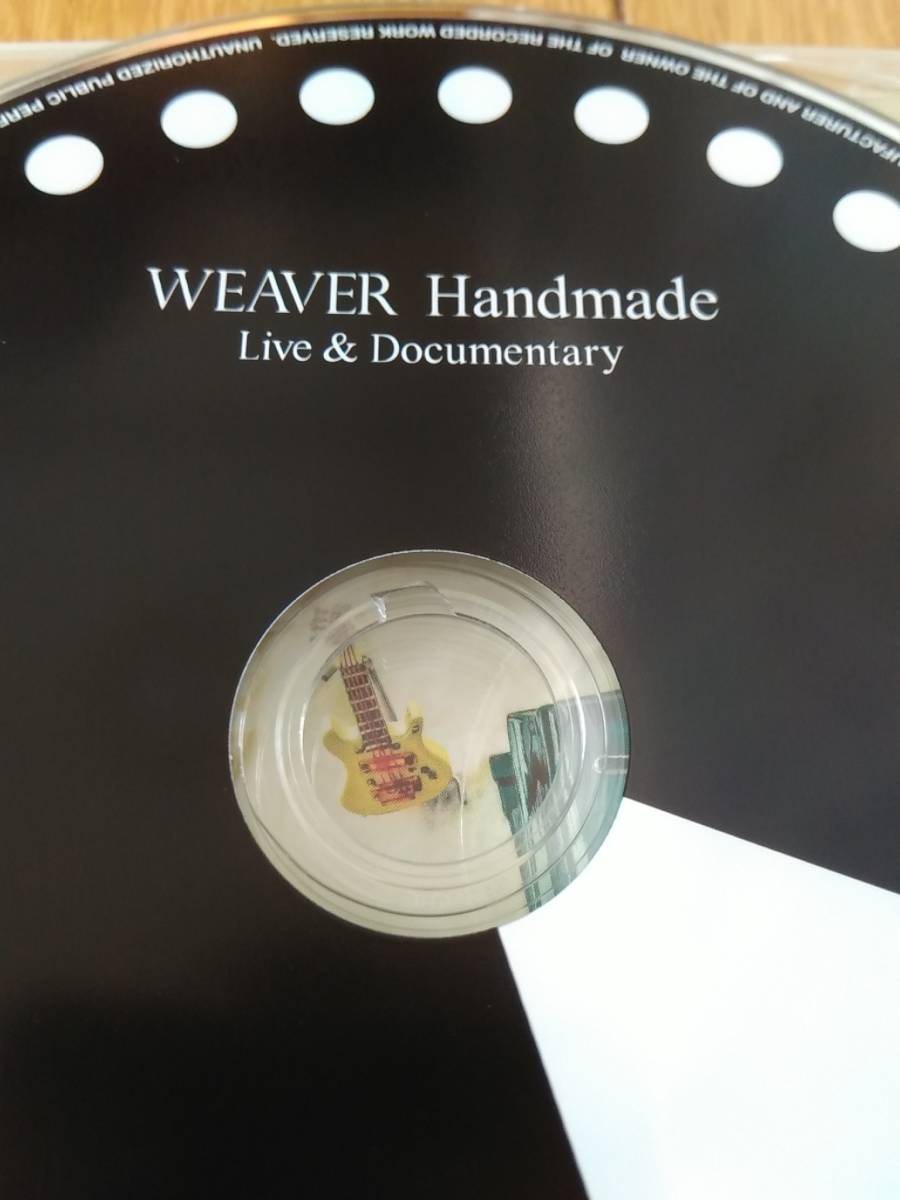 UFACTURER AND OF THE OWNER OF THE RECORDED WORK RESERVED. UNAUTHORIZED PUBLIC PERF
WEAVER Handmade
Live & Documentary